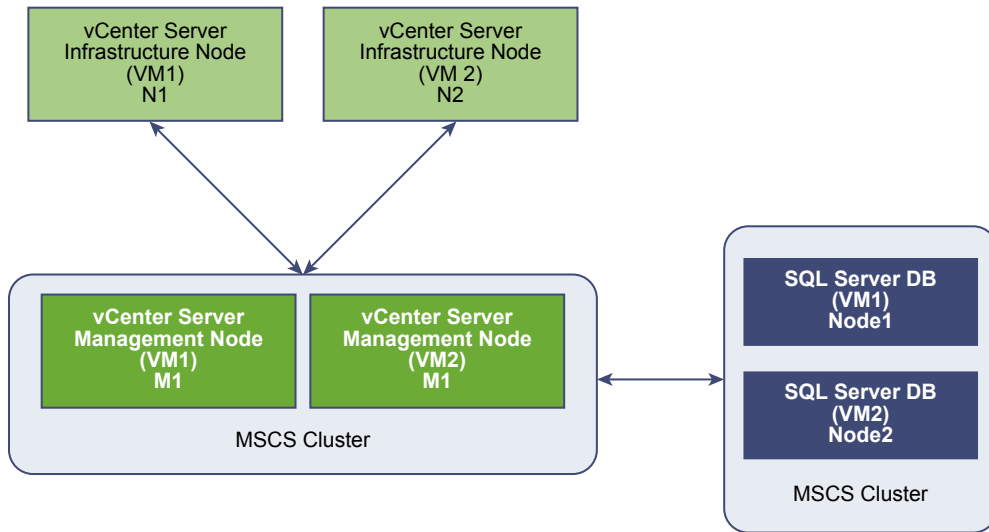 vCenter Server
Infrastructure Node
(VM1)
N1
vCenter Server
Infrastructure Node
(VM 2)
N2
vCenter Server
Management Node
(VM1)
M1
vCenter Server
Management Node
(VM2)
M1
MSCS Cluster
SQL Server DB
(VM1)
Node1
SQL Server DB
(VM2)
Node2
MSCS Cluster